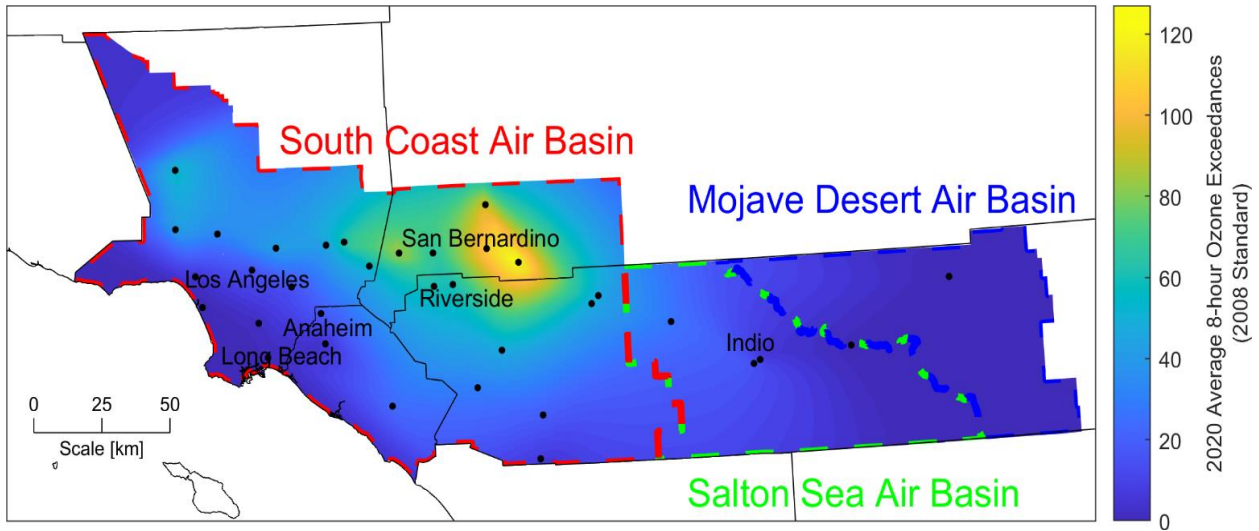 South Coast Air Basin
Mojave Desert Air Basin
San Bernardino
Los Angeles
Riverside
Anaheim
Long Beach
Indio
0 25 50
Scale [km]
Salton Sea Air Basin
120
100
80
60
40
20
0
2020 Average 8-hour Ozone Exceedances
(2008 Standard)